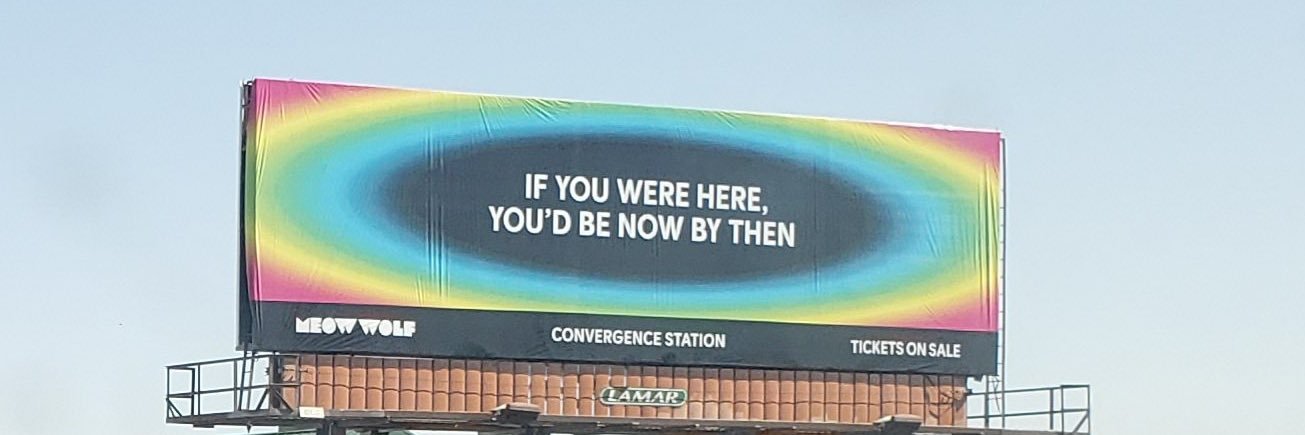 IF YOU WERE HERE,
YOU'D BE NOW BY THEN
MEOW WOLF
CONVERGENCE STATION
TICKETS ON SALE
LAMAR